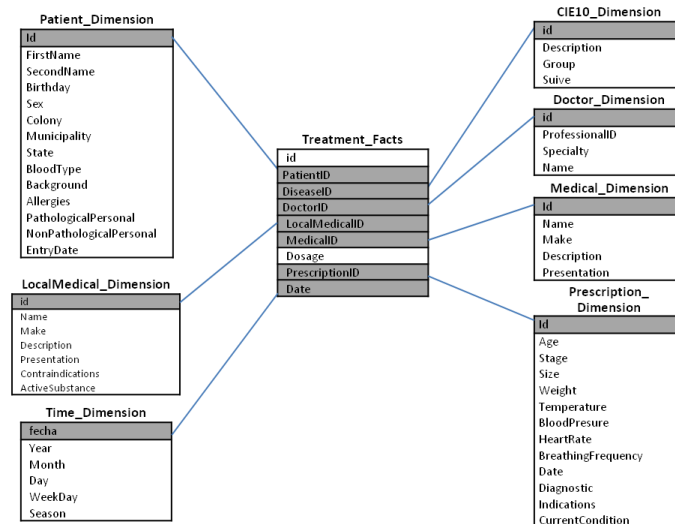 Patient_Dimension
Id
FirstName
SecondName
Birthday
Sex
Colony
Municipality
State
BloodType
Background
Allergies
PathologicalPersonal
NonPathologicalPersonal
EntryDate
LocalMedical_Dimension
id
Name
Make
Description
Presentation
Contraindications
ActiveSubstance
Time_Dimension
fecha
Year
Month
Day
WeekDay
Season
Treatment_Facts
id
PatientID
DiseaseID
DoctorID
LocalMedicalID
MedicalID
Dosage
PrescriptionID
Date
CIE10_Dimension
id
Description
Group
Suive
Doctor_Dimension
id
ProfessionalID
Specialty
Name
Medical_Dimension
Id
Name
Make
Description
Presentation
Prescription_
Dimension
Id
Age
Stage
Size
Weight
Temperature
BloodPresure
HeartRate
BreathingFrequency
Date
Diagnostic
Indications
CurrentCondition